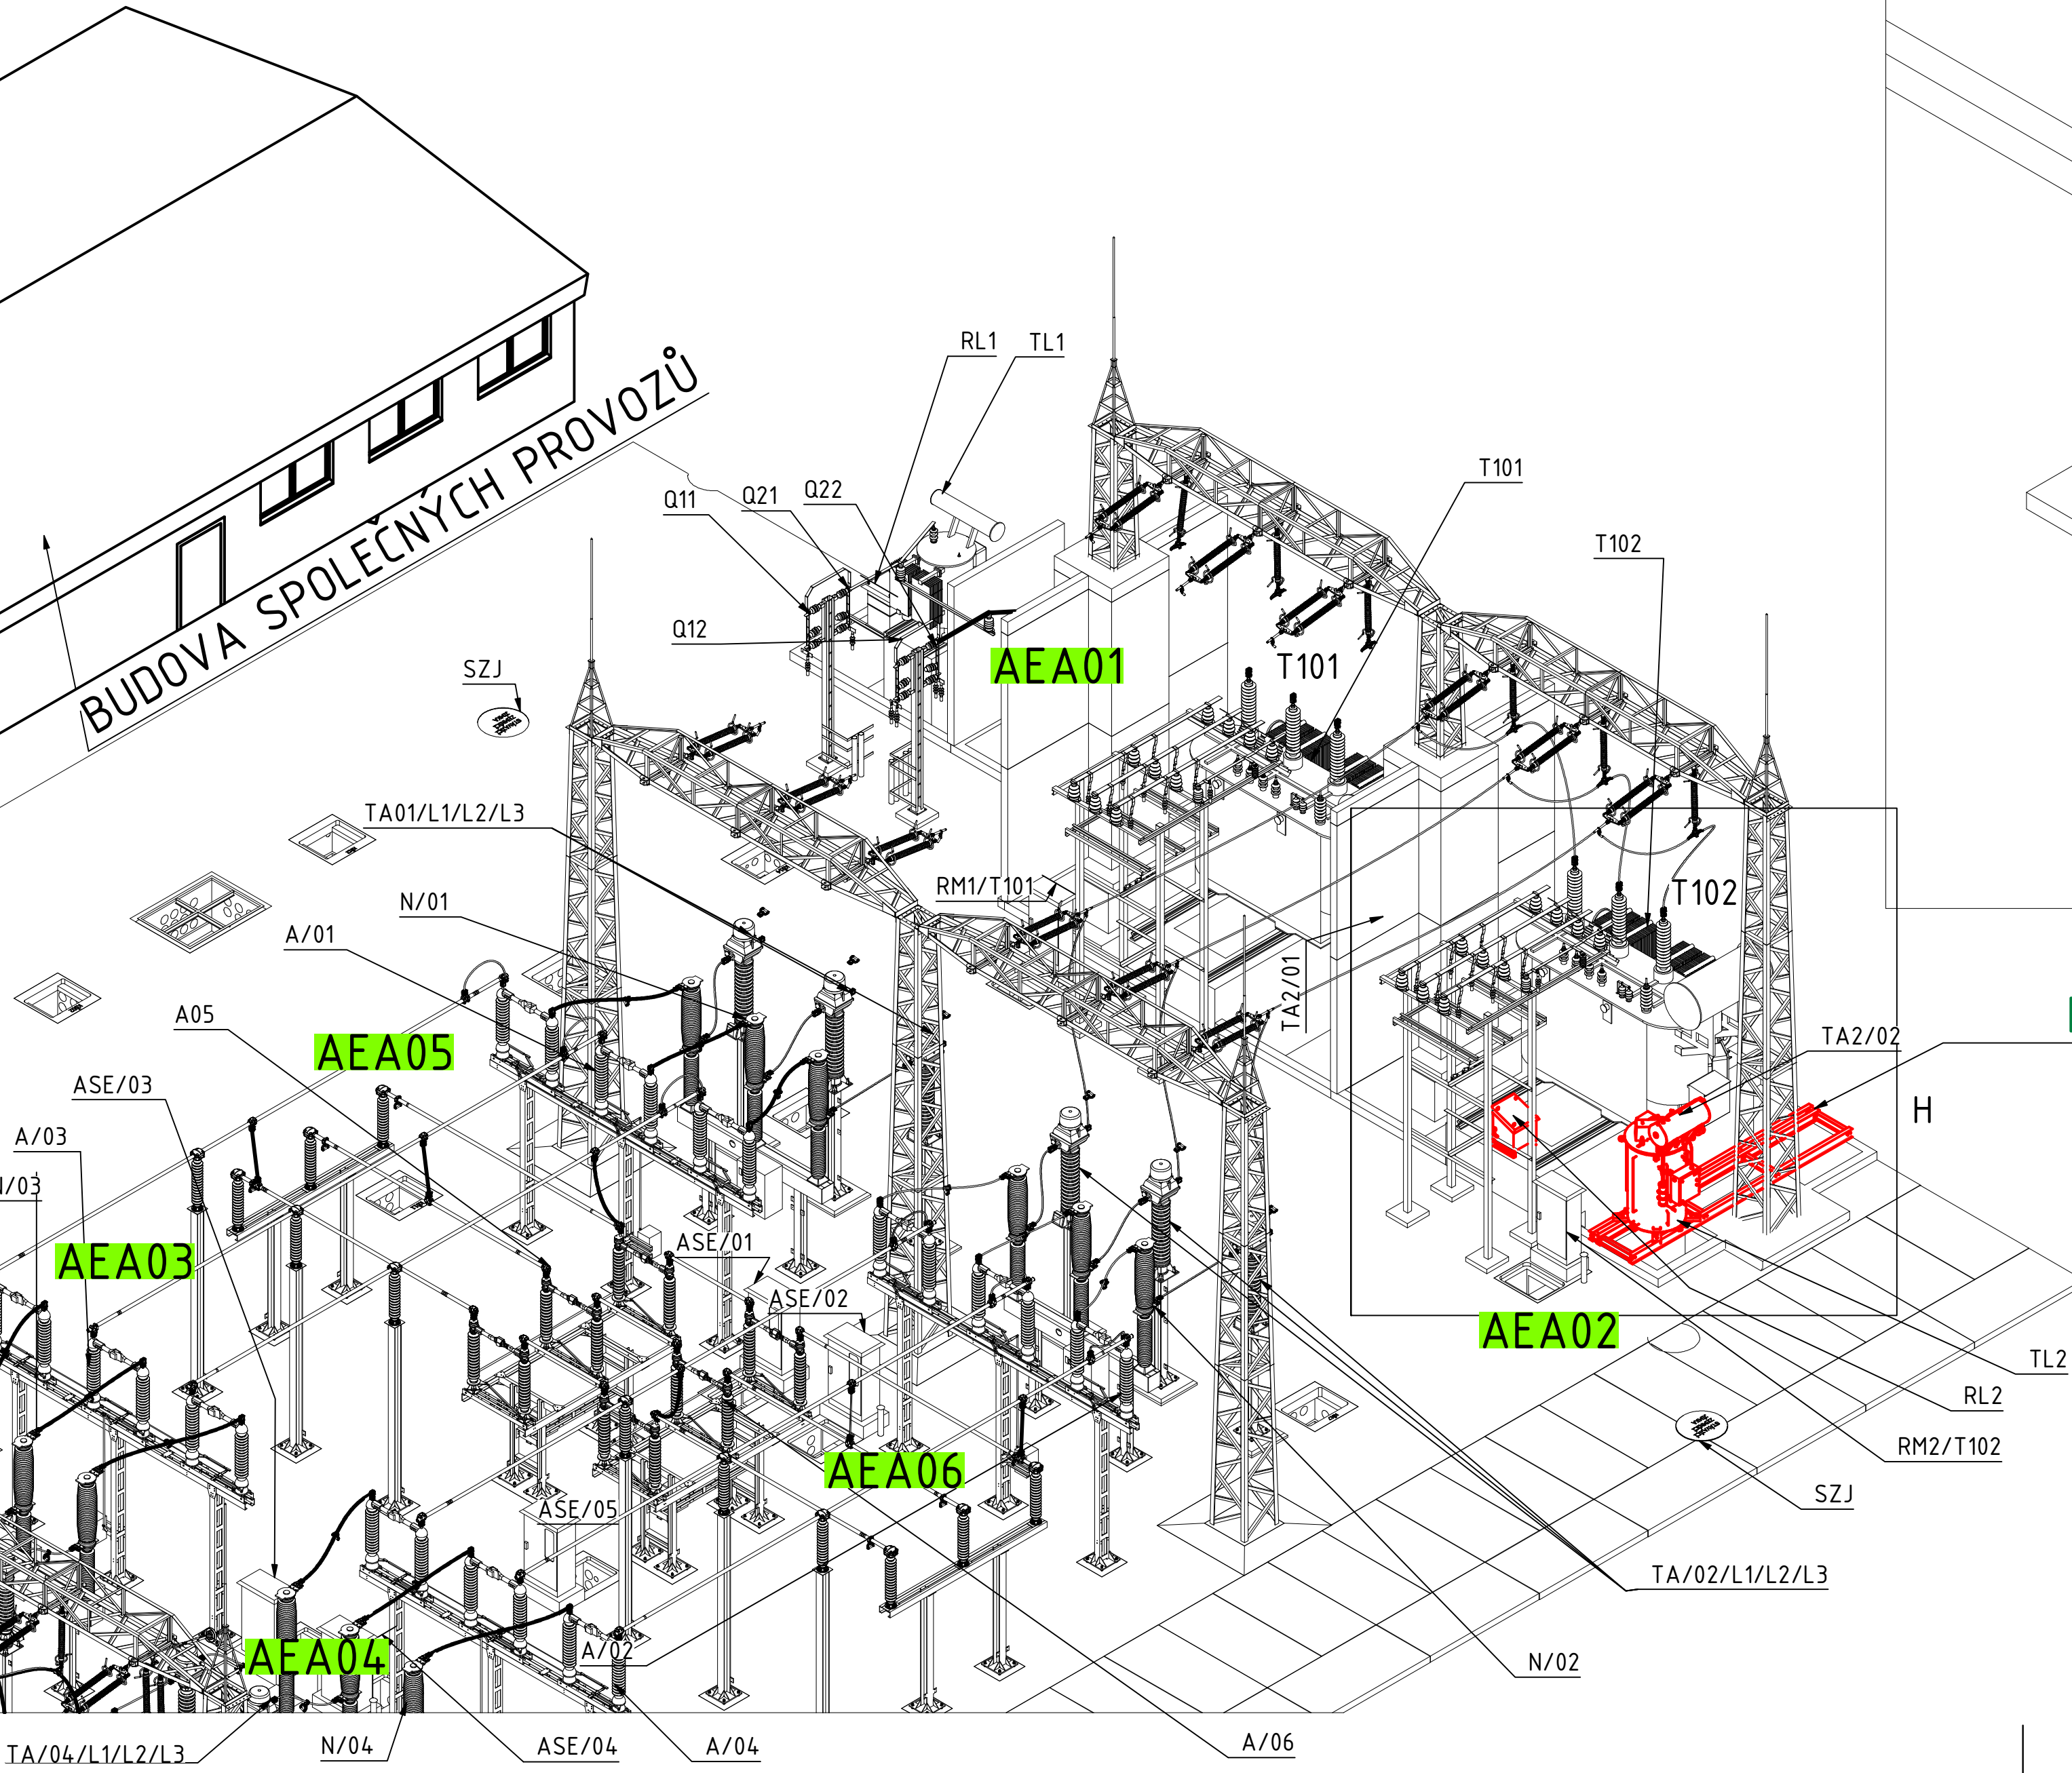 RL1
TL1
BUDOVA SPOLEČNÝCH PROVOZŮ
T101
Q11
Q21
Q22
T102
Q12
AEA01
T101
SZJ
TA01/L1/L2/L3
RM1/T101
T102
N/01
A/01
TA2/01
A05
AEA05
TA2/02
ASE/03
H
A/03
N/03
ASE/01
AEA03
ASE/02
AEA02
TL2
RL2
RM2/T102
AEA06
SZJ
ASE/05
TA/02/L1/L2/L3
AEA04
A/02
N/02
TA/04/L1/L2/L3
N/04
ASE/04
A/04
A/06